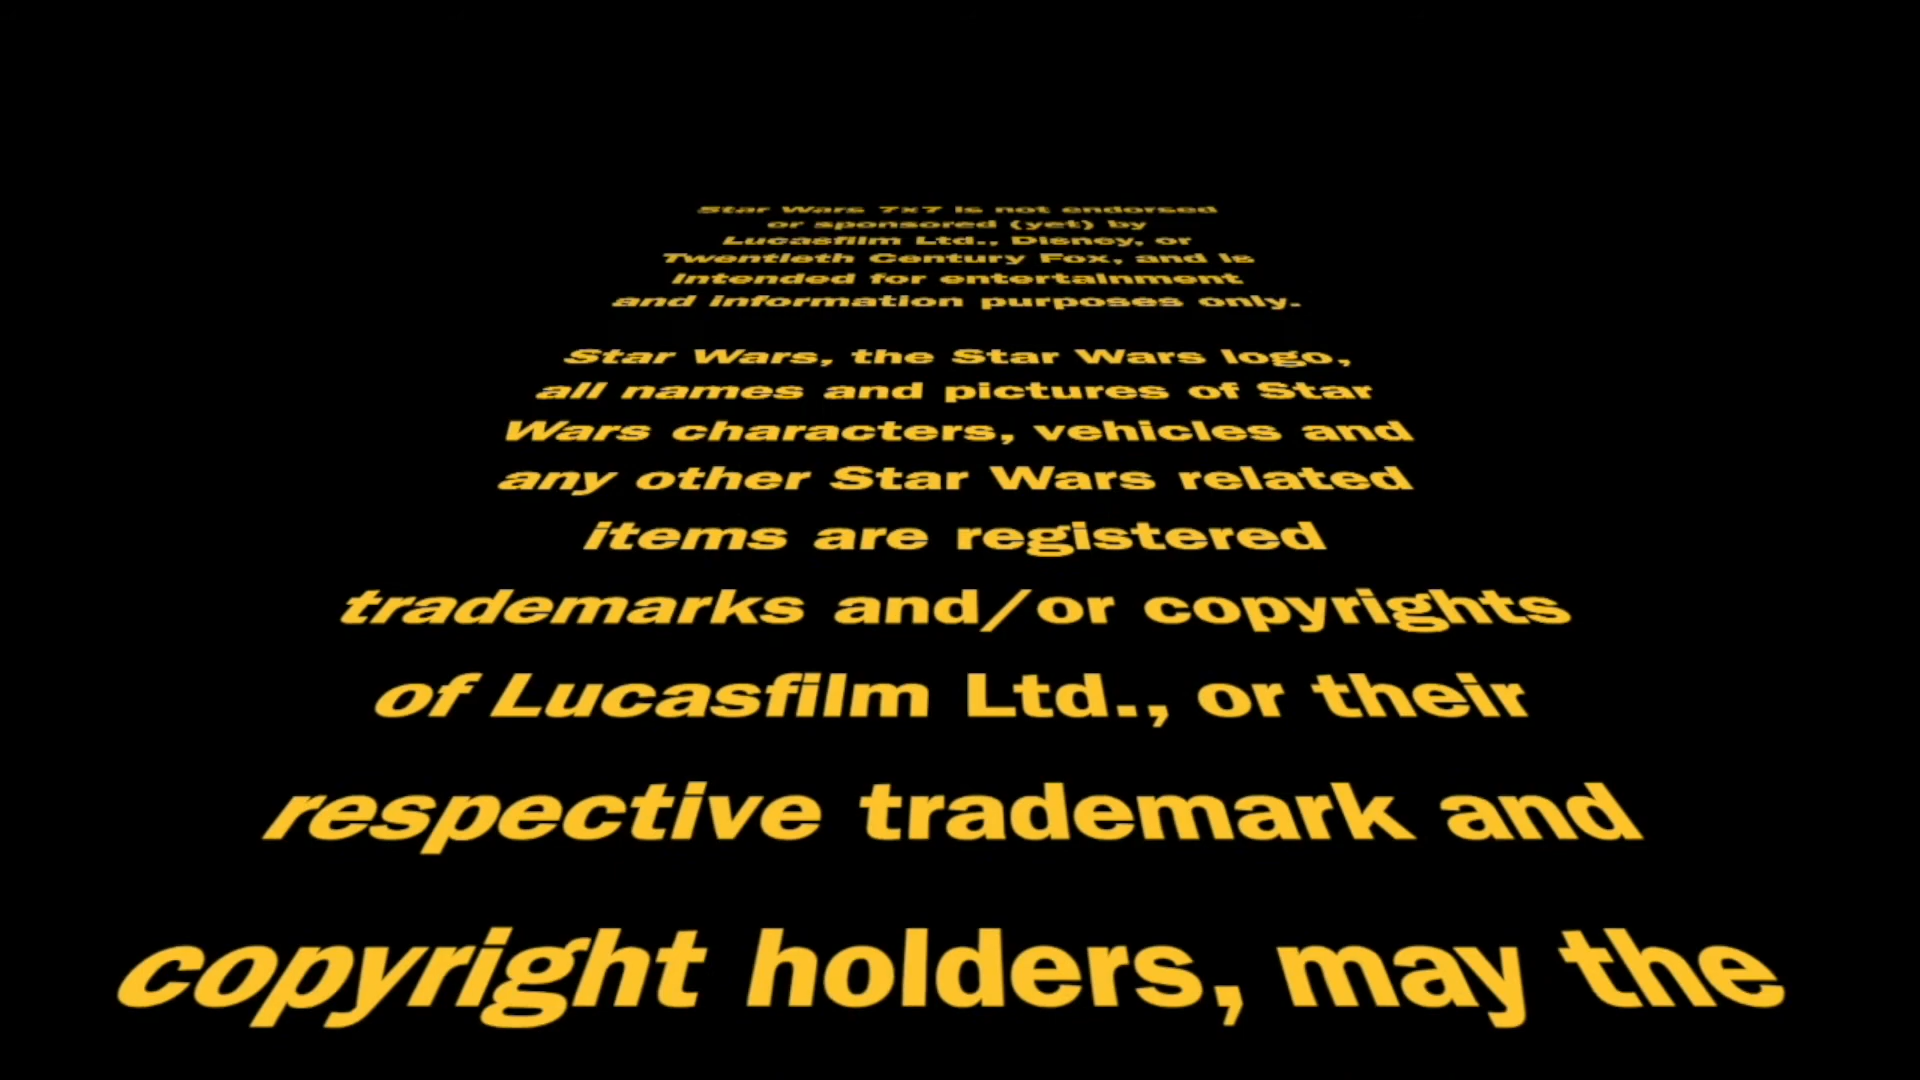 Star Wars 7x7 is not endorsed
or sponsored (yet) by
Lucasfilm Ltd., Disney, or
Twentieth Century Fox, and is
intended for entertainment
and information purposes only.
Star Wars, the Star Wars logo,
all names and pictures of Star
Wars characters, vehicles and
any other Star Wars related
items are registered
trademarks and/or copyrights
of Lucasfilm Ltd., or their
respective trademark and
copyright holders, may the